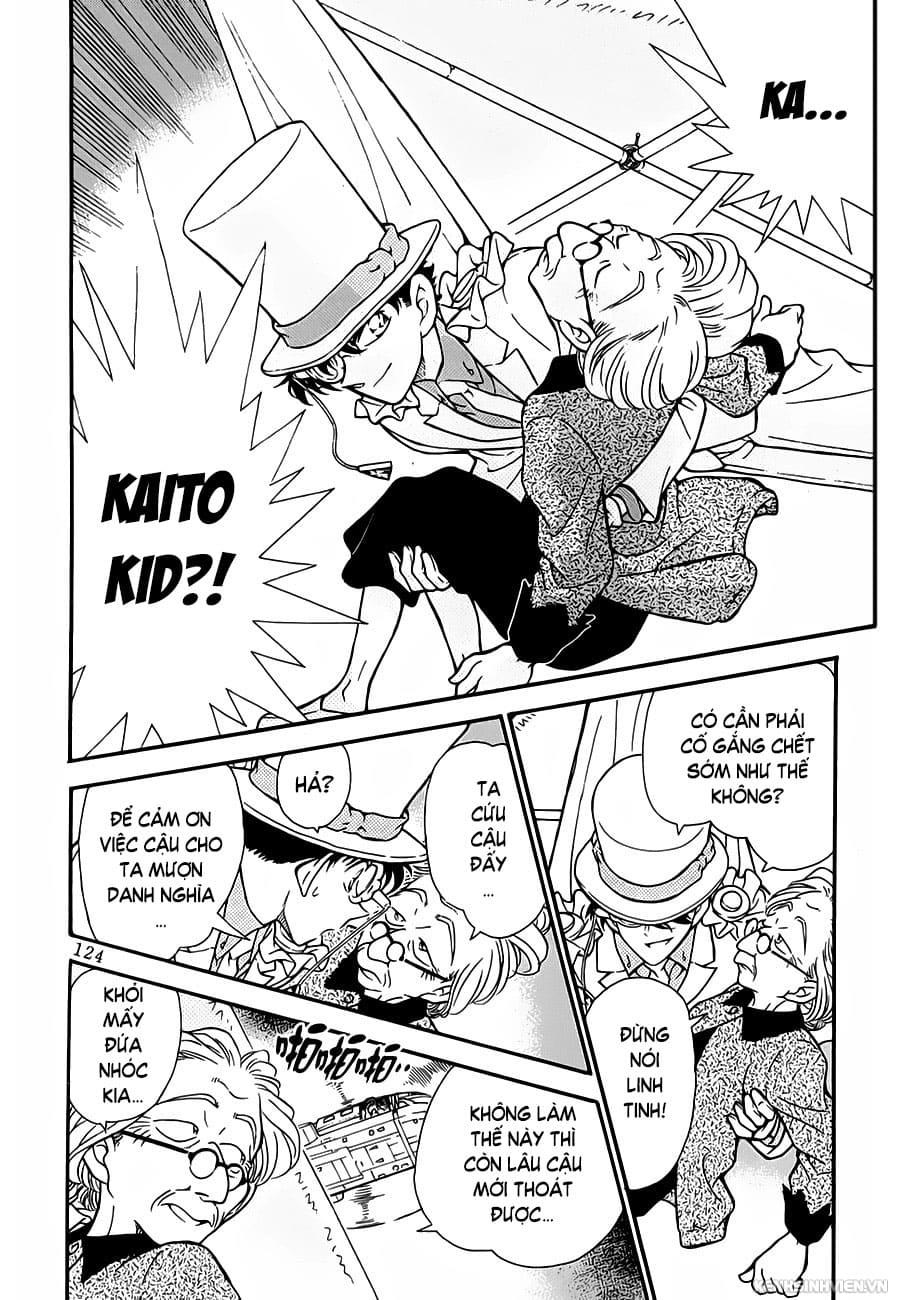 KA...
KAITO
KID?!
CÓ CẦN PHẢI
CỐ GẮNG CHẾT
SỚM NHƯ THẾ
KHÔNG?
ĐỪNG
NÓI
LINH
TINH!
TA
CỨU
CẬU
ĐẤY
...
HẢ?
ĐỂ CẢM ƠN
VIỆC CẬU CHO
TA MƯỢN
DANH NGHĨA
...
124
KHÔNG LÀM
THẾ NÀY THÌ
CÒN LÂU CẬU
MỚI THOÁT
ĐƯỢC...
KHỎI
MẤY
ĐỨA
NHÓC
KIA...